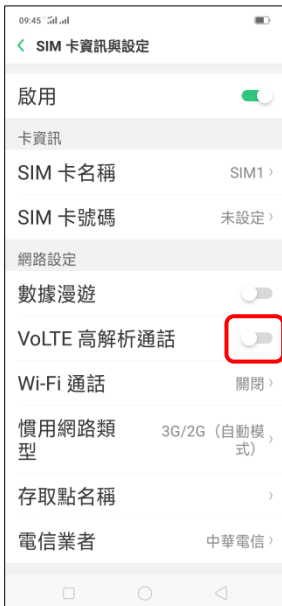 09:45
SIM 卡資訊與設定
啟用
卡資訊
SIM 卡名稱 SIM1
SIM 卡號碼 未設定
網路設定
數據漫遊
VoLTE 高解析通話
Wi-Fi 通話 關閉
慣用網路類型 3G/2G（自動模式）
存取點名稱
電信業者 中華電信